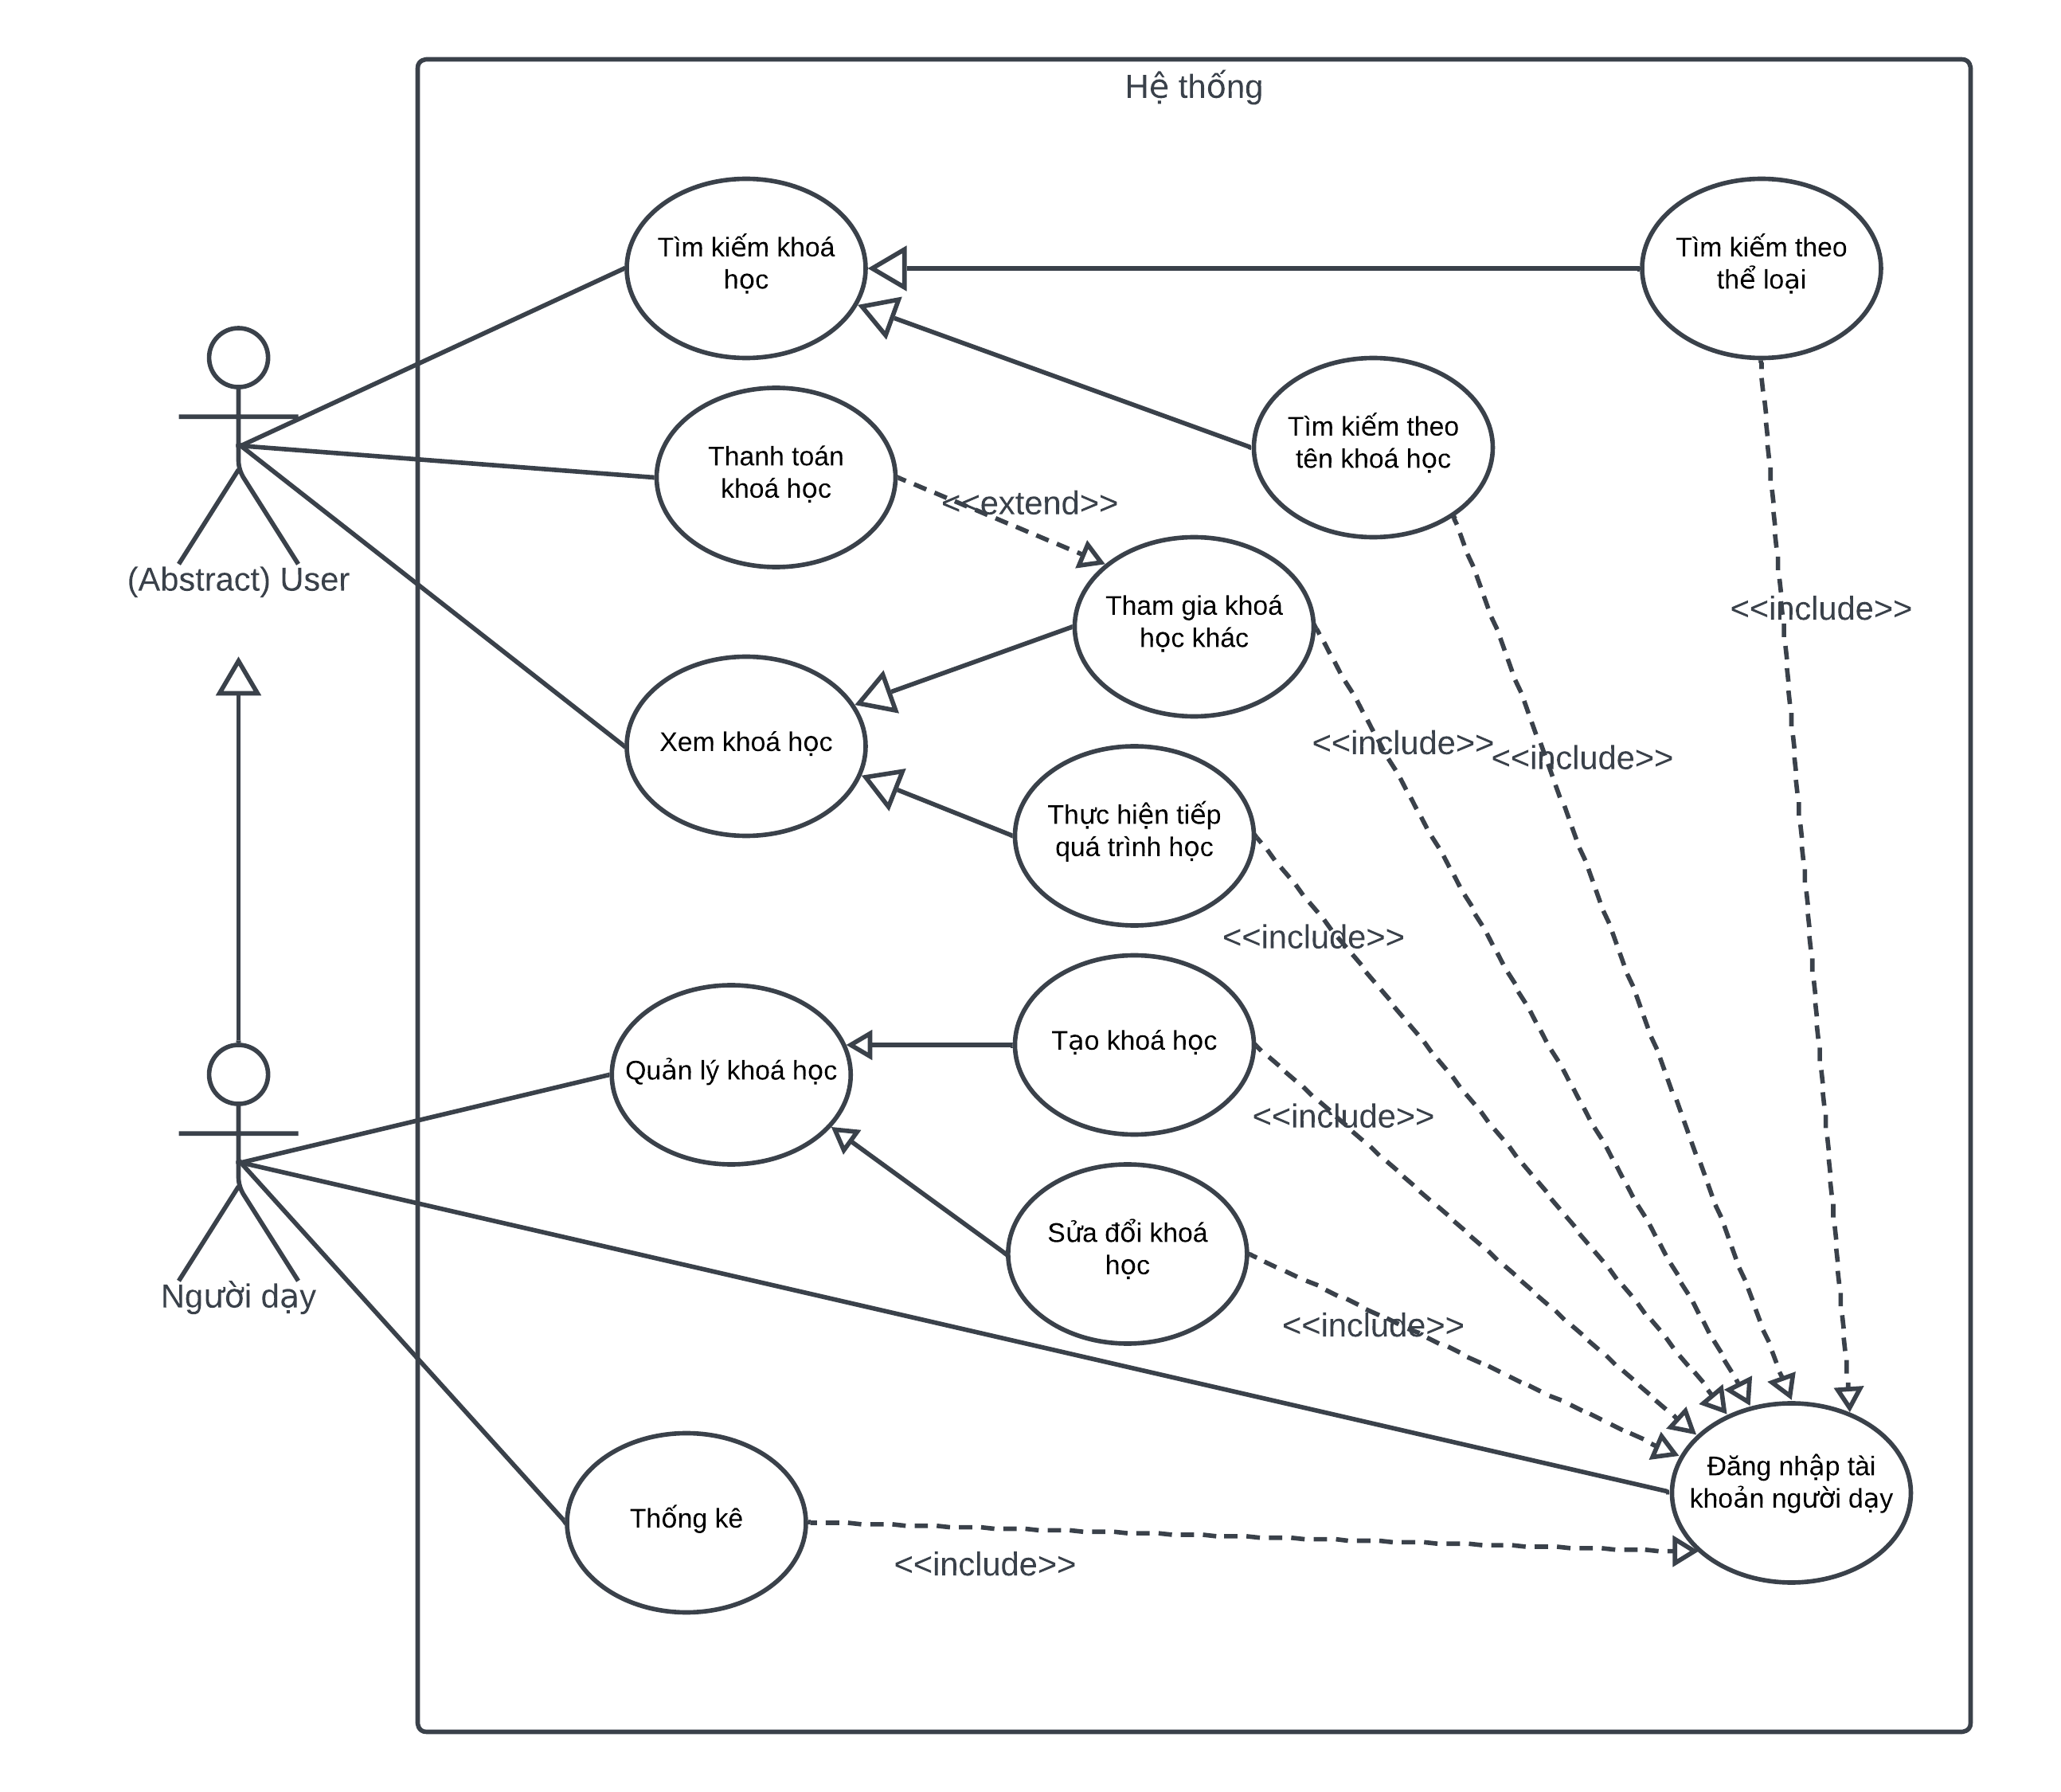 Hệ thống
Tìm kiếm khoá
học
Tìm kiếm theo
thể loại
Tìm kiếm theo
tên khoá học
Thanh toán
khoá học
<<extend>>
(Abstract) User
Tham gia khoá
học khác
<<include>>
Xem khoá học
<<include>>
<<include>>
Thực hiện tiếp
quá trình học
<<include>>
Quản lý khoá học
Tạo khoá học
<<include>>
Sửa đổi khoá
học
Người dạy
<<include>>
Đăng nhập tài
khoản người dạy
Thống kê
<<include>>